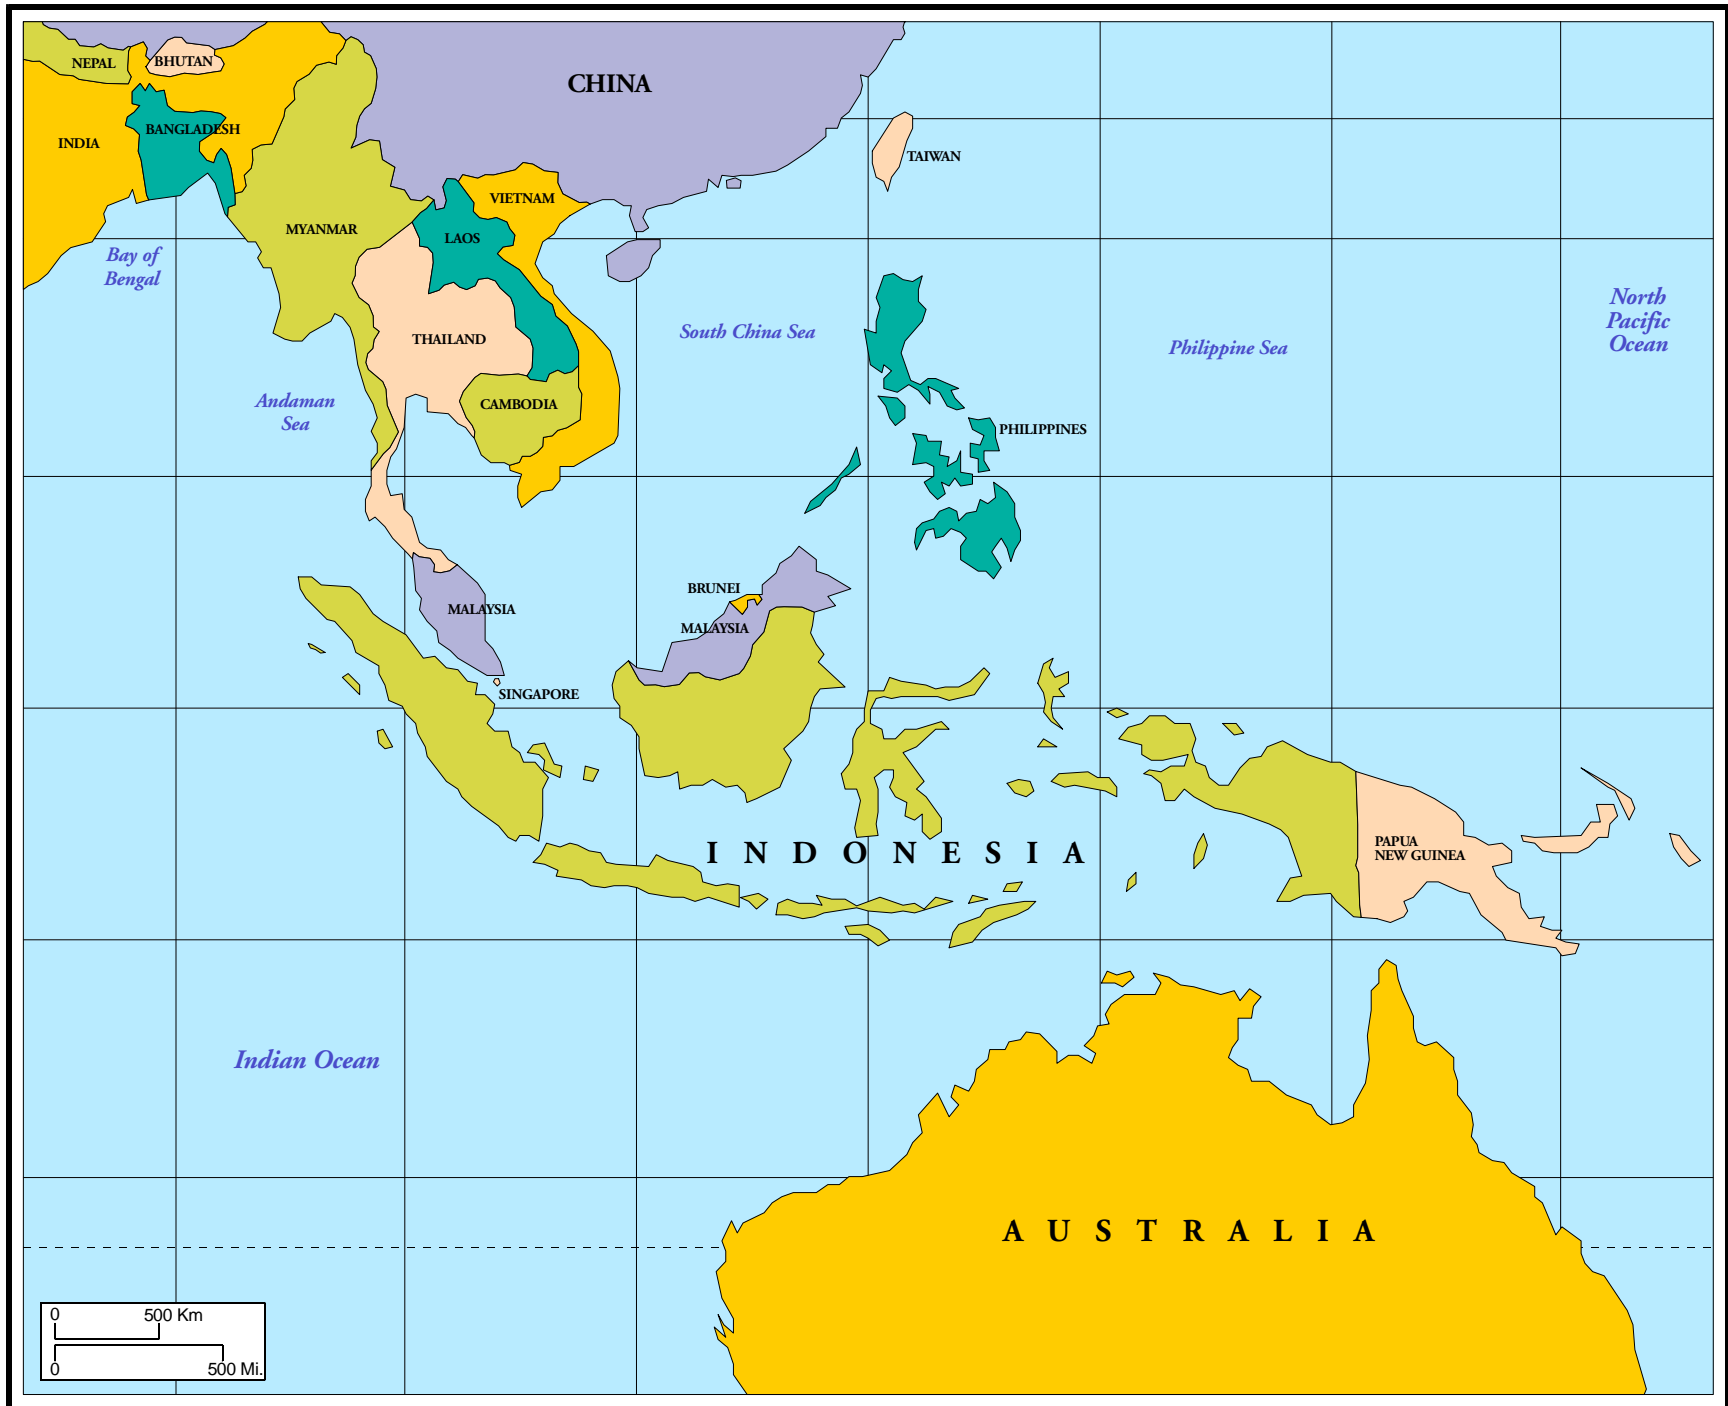 CHINA
NEPAL
BHUTAN
BANGLADESH
INDIA
TAIWAN
VIETNAM
MYANMAR
LAOS
Bay of
Bengal
North
Pacific
Ocean
South China Sea
Philippine Sea
THAILAND
Andaman
Sea
CAMBODIA
PHILIPPINES
BRUNEI
MALAYSIA
MALAYSIA
SINGAPORE
INDONESIA
PAPUA
NEW GUINEA
Indian Ocean
AUSTRALIA
0 500 Km
0 500 Mi.